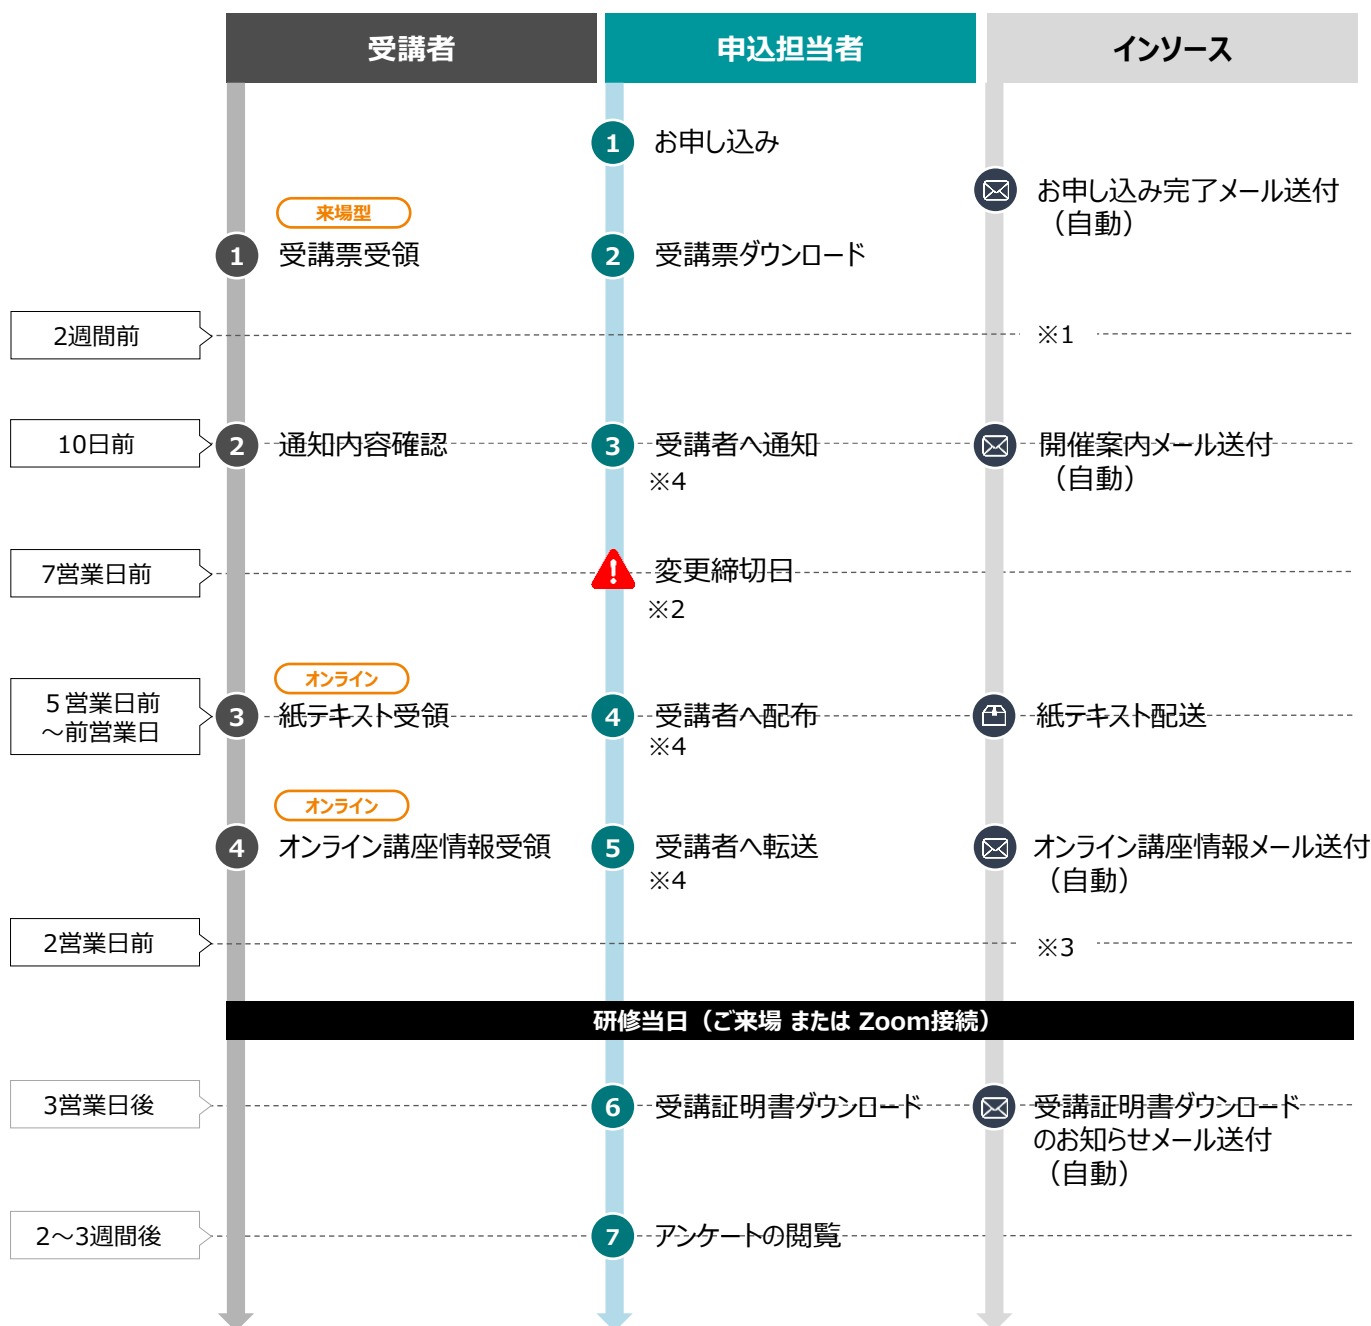 受講者
申込担当者
インソース
1 お申し込み
お申し込み完了メール送付
（自動）
来場型
1 受講票受領
2 受講票ダウンロード
2週間前
※1
10日前
2 通知内容確認
3 受講者へ通知
※4
開催案内メール送付
（自動）
7営業日前
! 変更締切日
※2
5営業日前
～前営業日
オンライン
3 紙テキスト受領
4 受講者へ配布
※4
紙テキスト配送
オンライン
4 オンライン講座情報受領
5 受講者へ転送
※4
オンライン講座情報メール送付
（自動）
2営業日前
※3
研修当日（ご来場 または Zoom接続）
3営業日後
6 受講証明書ダウンロード
受講証明書ダウンロード
のお知らせメール送付
（自動）
2～3週間後
7 アンケートの閲覧